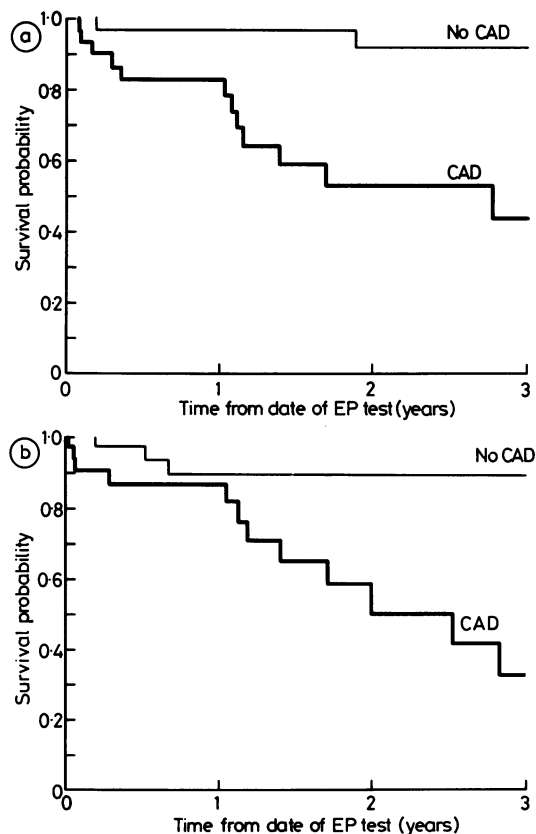 a
1·0
0·8
0·6
0·4
0·2
0
Survival probability
No CAD
CAD
0 1 2 3
Time from date of EP test (years)
b
1·0
0·8
0·6
0·4
0·2
0
Survival probability
No CAD
CAD
0 1 2 3
Time from date of EP test (years)